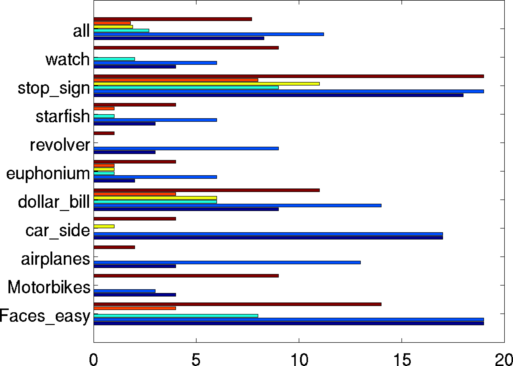 all
watch
stop_sign
starfish
revolver
euphonium
dollar_bill
car_side
airplanes
Motorbikes
Faces_easy
0 5 10 15 20